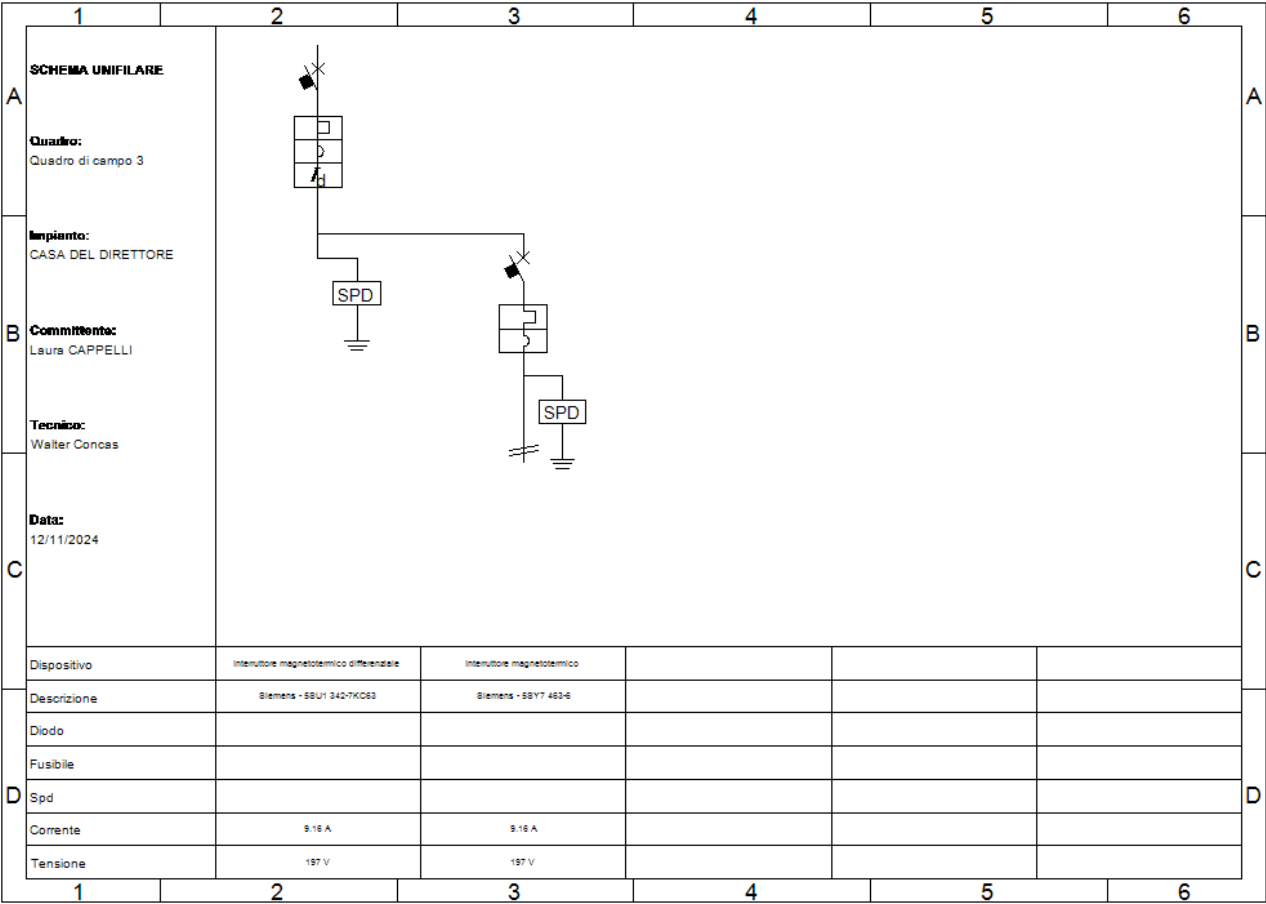 1 2 3 4 5 6
SCHEMA UNIFILARE
A A
Quadro:
Quadro di campo 3
Id
Impianto:
CASA DEL DIRETTORE
SPD
B B
Committente:
Laura CAPPELLI
SPD
Tecnico:
Walter Concas
Data:
12/11/2024
C C
Dispositivo Interruttore magnetotermico differenziale Interruttore magnetotermico
Descrizione Siemens - 5SU1 342-7KC63 Siemens - 5SY7 463-6
Diodo
Fusibile
D Spd D
Corrente 9.16 A 9.16 A
Tensione 197 V 197 V
1 2 3 4 5 6